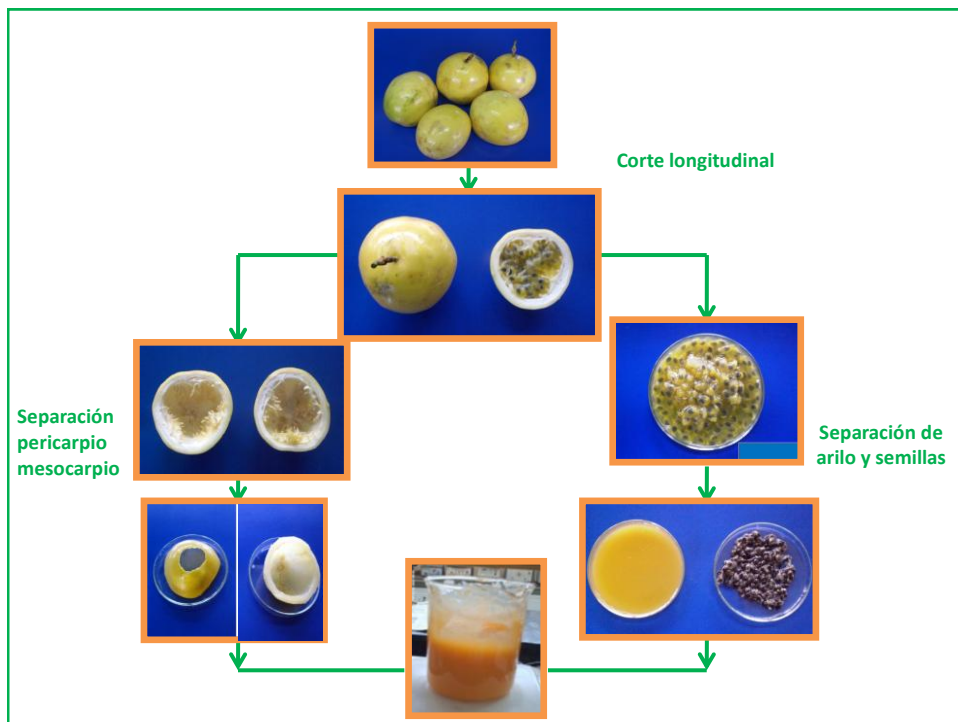 Corte longitudinal
Separación
pericarpio
mesocarpio
Separación de
arilo y semillas